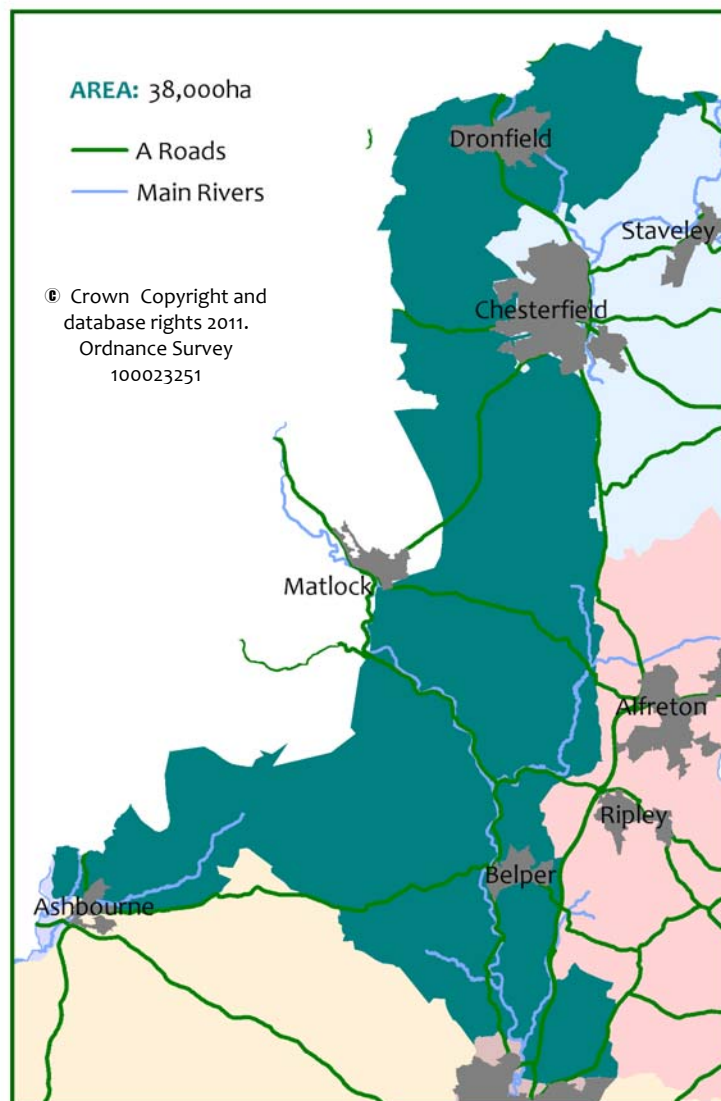 AREA: 38,000ha
A Roads
Main Rivers
© Crown Copyright and
database rights 2011.
Ordnance Survey
100023251
Dronfield
Staveley
Chesterfield
Matlock
Alfreton
Ripley
Belper
Ashbourne